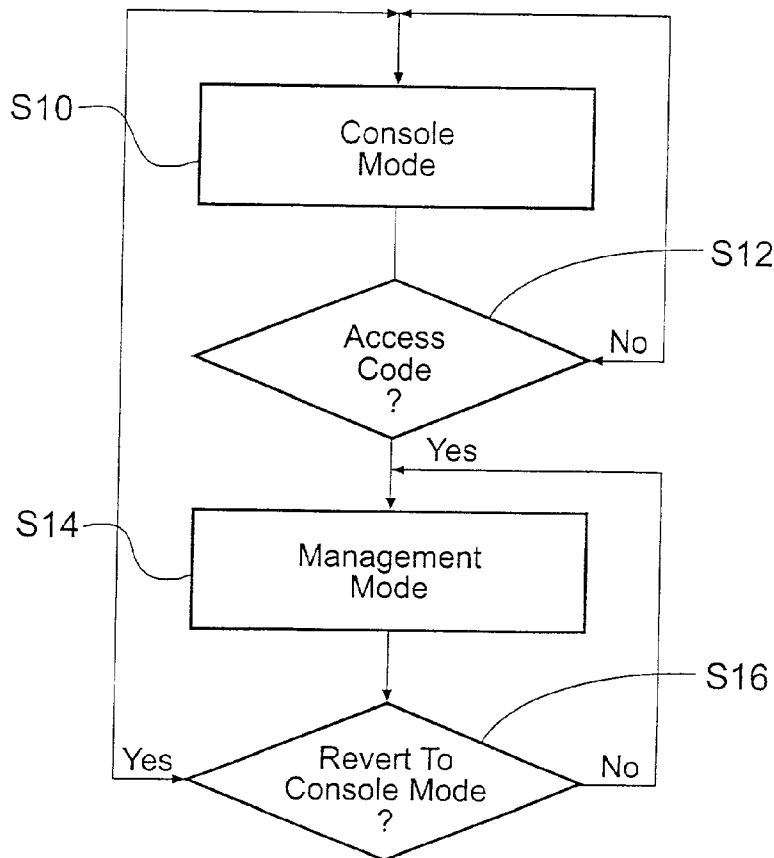 S10
Console
Mode
S12
Access
Code
?
No
Yes
S14
Management
Mode
S16
Yes
Revert To
Console Mode
?
No